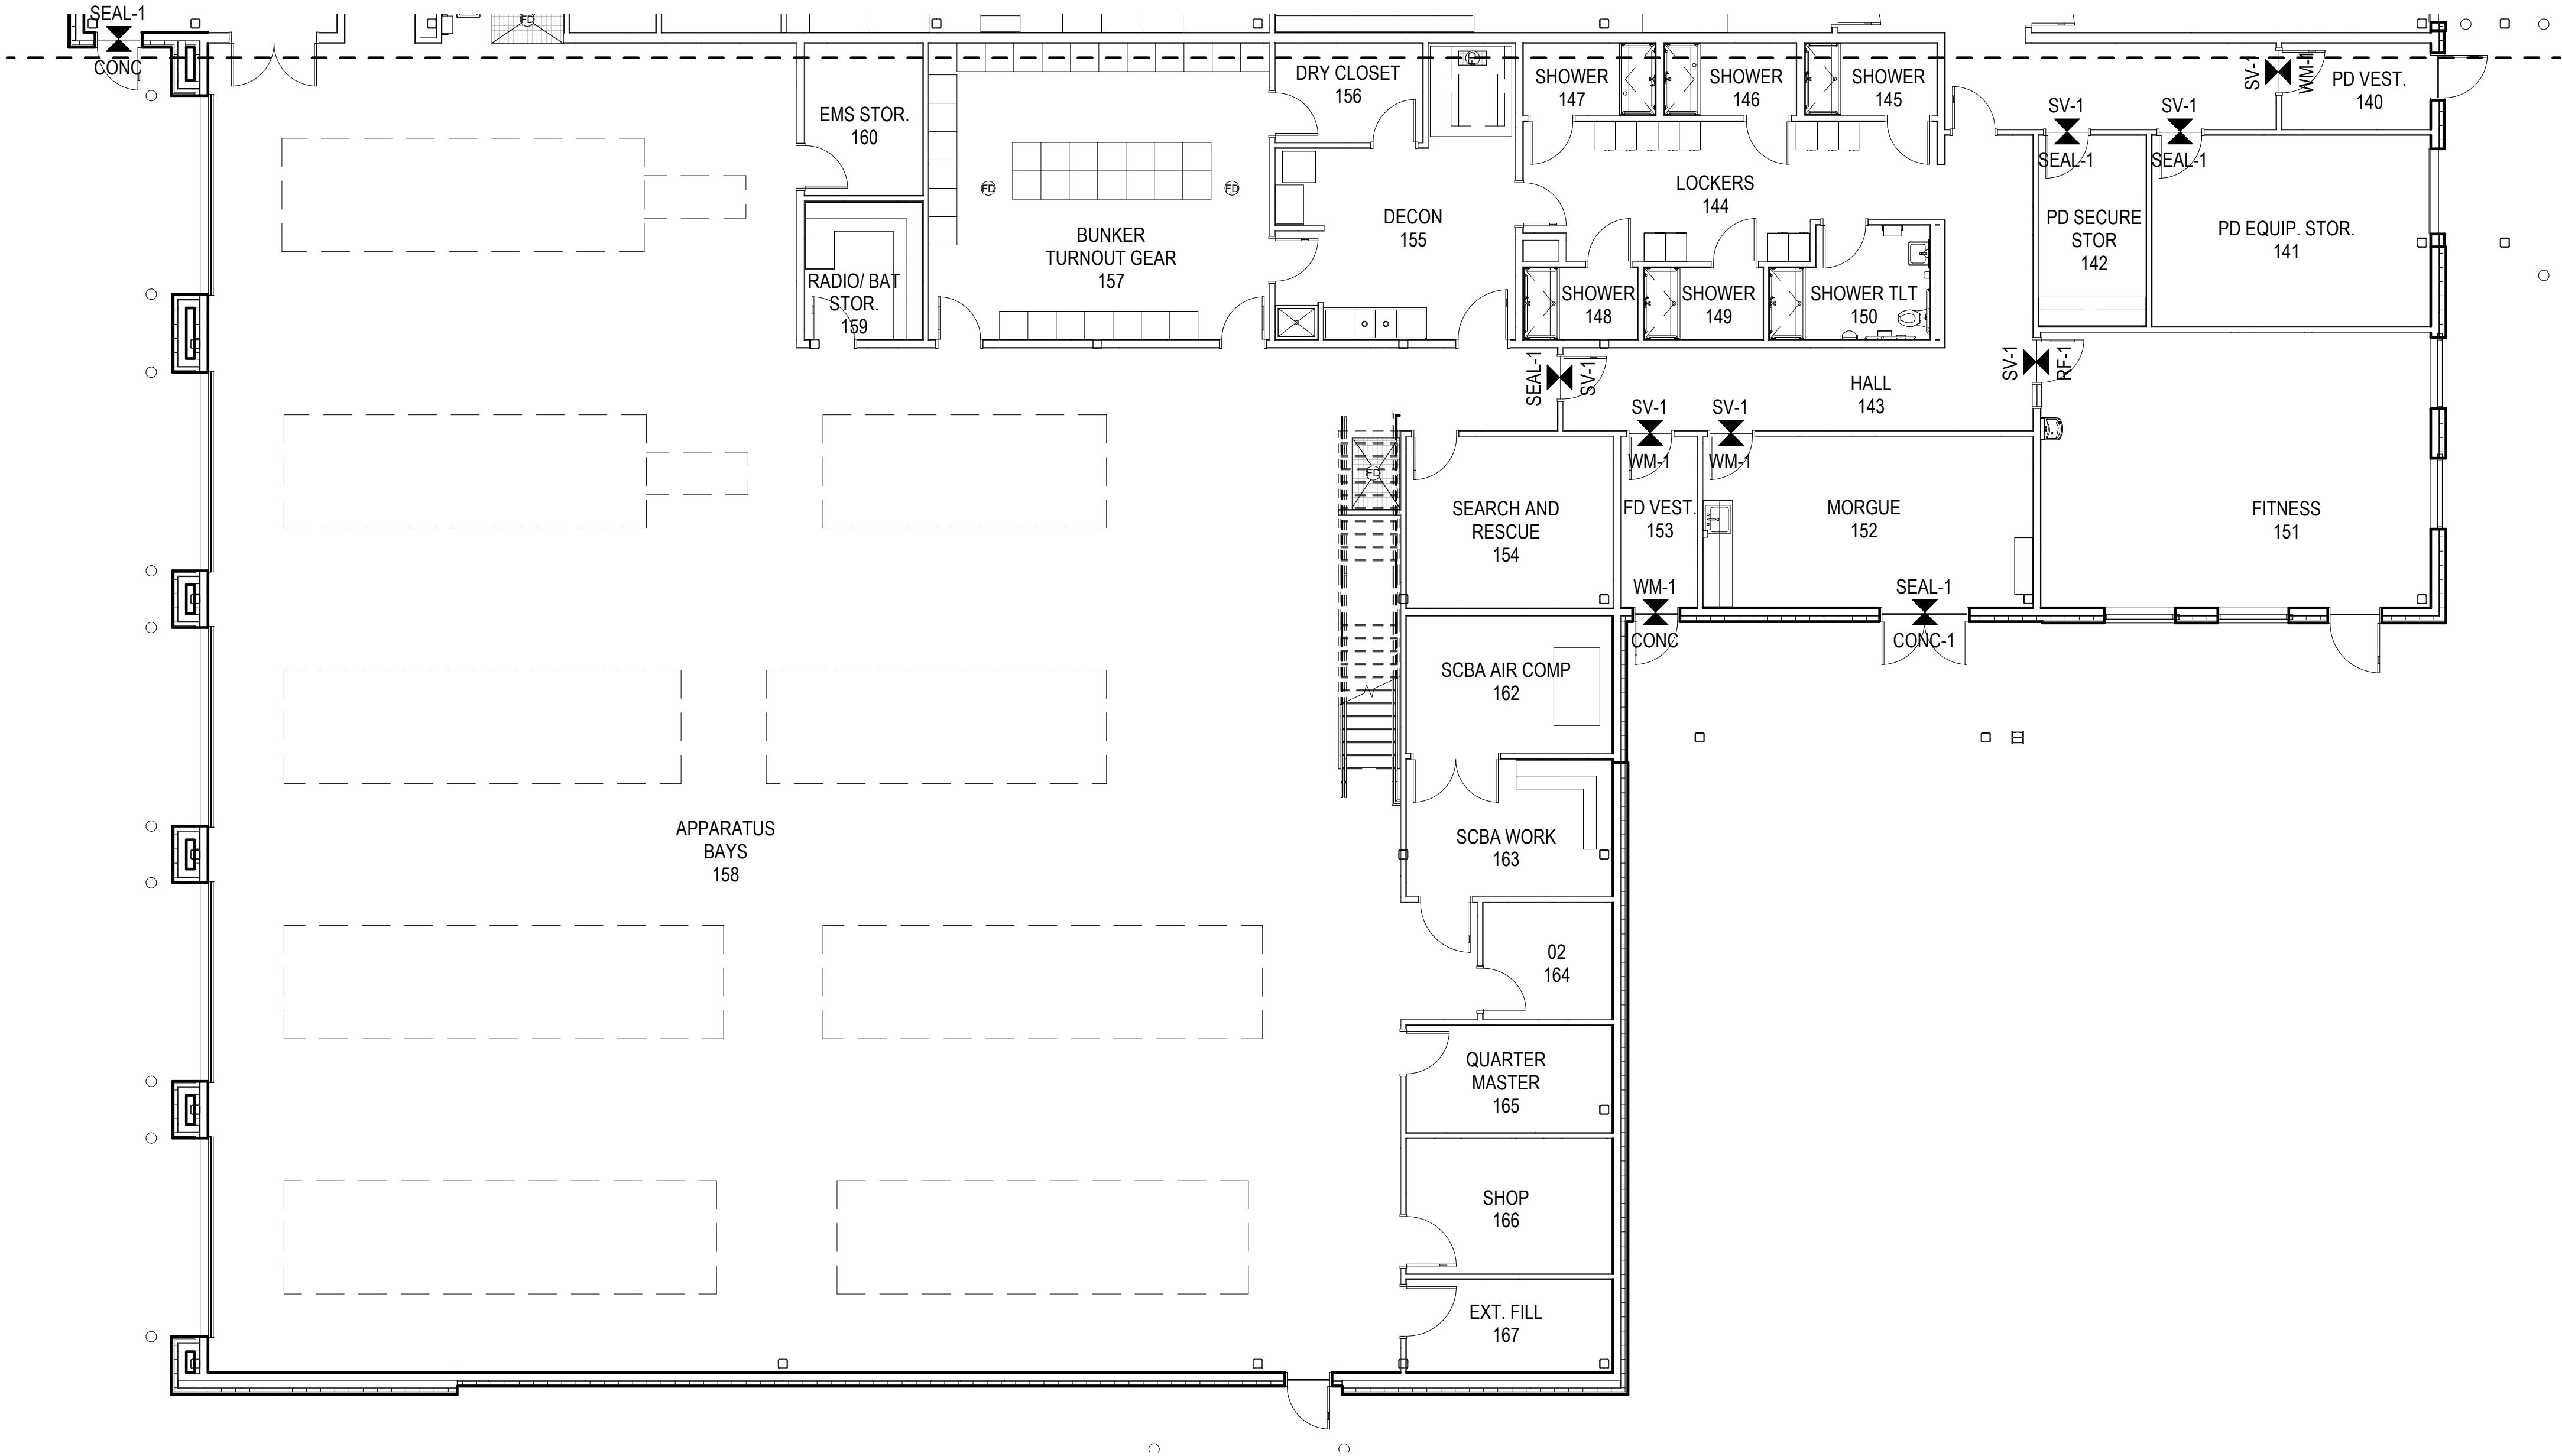 SEAL-1
CONC
FD
EMS STOR.
160
RADIO/ BAT
STOR.
159
FD
FD
BUNKER
TURNOUT GEAR
157
DRY CLOSET
156
DECON
155
SHOWER
147
SHOWER
146
SHOWER
145
LOCKERS
144
SHOWER
148
SHOWER
149
SHOWER TLT
150
SV-1
WM-1
PD VEST.
140
SV-1
SEAL-1
SV-1
SEAL-1
PD SECURE
STOR
142
PD EQUIP. STOR.
141
SEAL-1
SV-1
HALL
143
SV-1
RF-1
SV-1
WM-1
SV-1
WM-1
FD
SEARCH AND
RESCUE
154
FD VEST.
153
MORGUE
152
FITNESS
151
WM-1
CONC
SEAL-1
CONC-1
SCBA AIR COMP
162
SCBA WORK
163
APPARATUS
BAYS
158
02
164
QUARTER
MASTER
165
SHOP
166
EXT. FILL
167